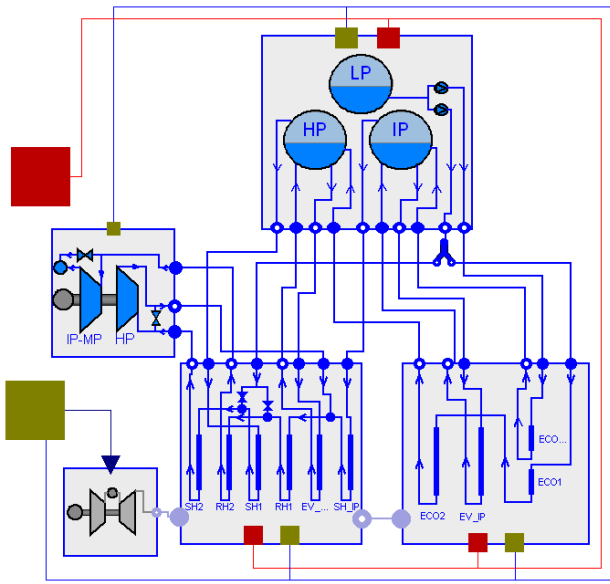 LP
HP
IP
IP-MP
HP
SH2
RH2
SH1
RH1
EV_...
SH_IP
ECO2
EV_IP
ECO...
ECO1